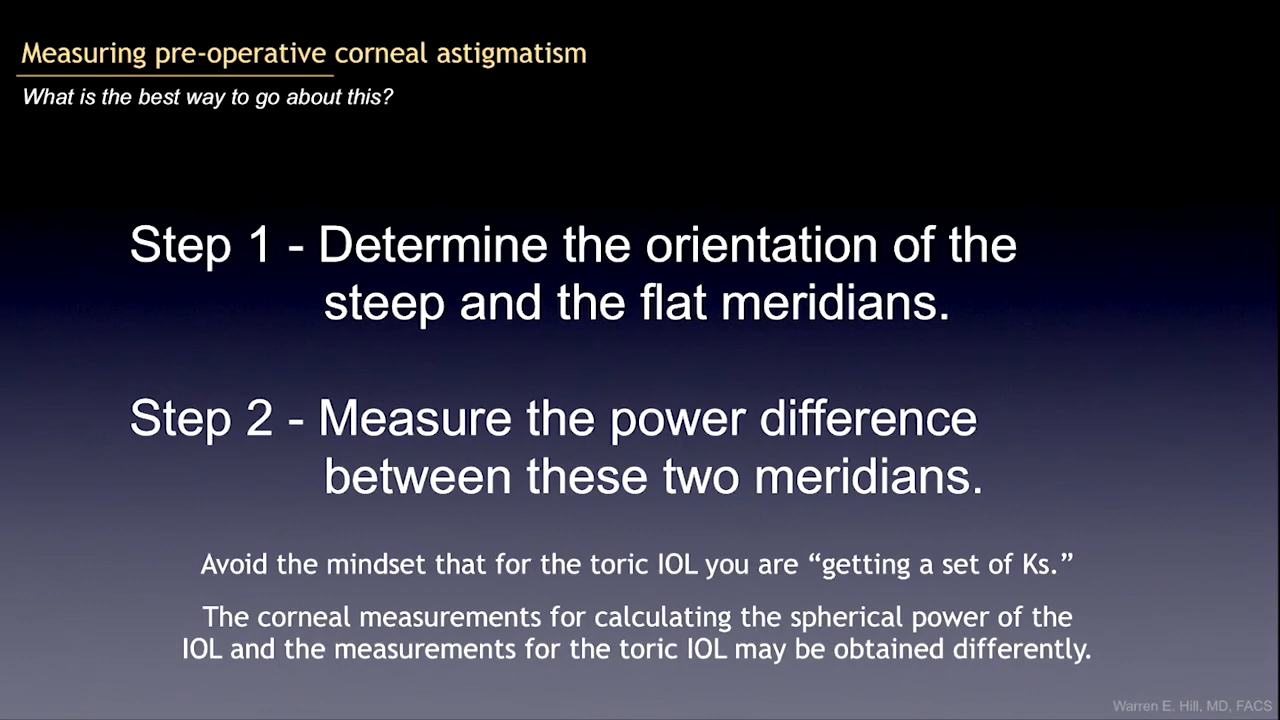 Measuring pre-operative corneal astigmatism
What is the best way to go about this?
Step 1 - Determine the orientation of the
steep and the flat meridians.
Step 2 - Measure the power difference
between these two meridians.
Avoid the mindset that for the toric IOL you are “getting a set of Ks.”
The corneal measurements for calculating the spherical power of the
IOL and the measurements for the toric IOL may be obtained differently.
Warren E. Hill, MD, FACS